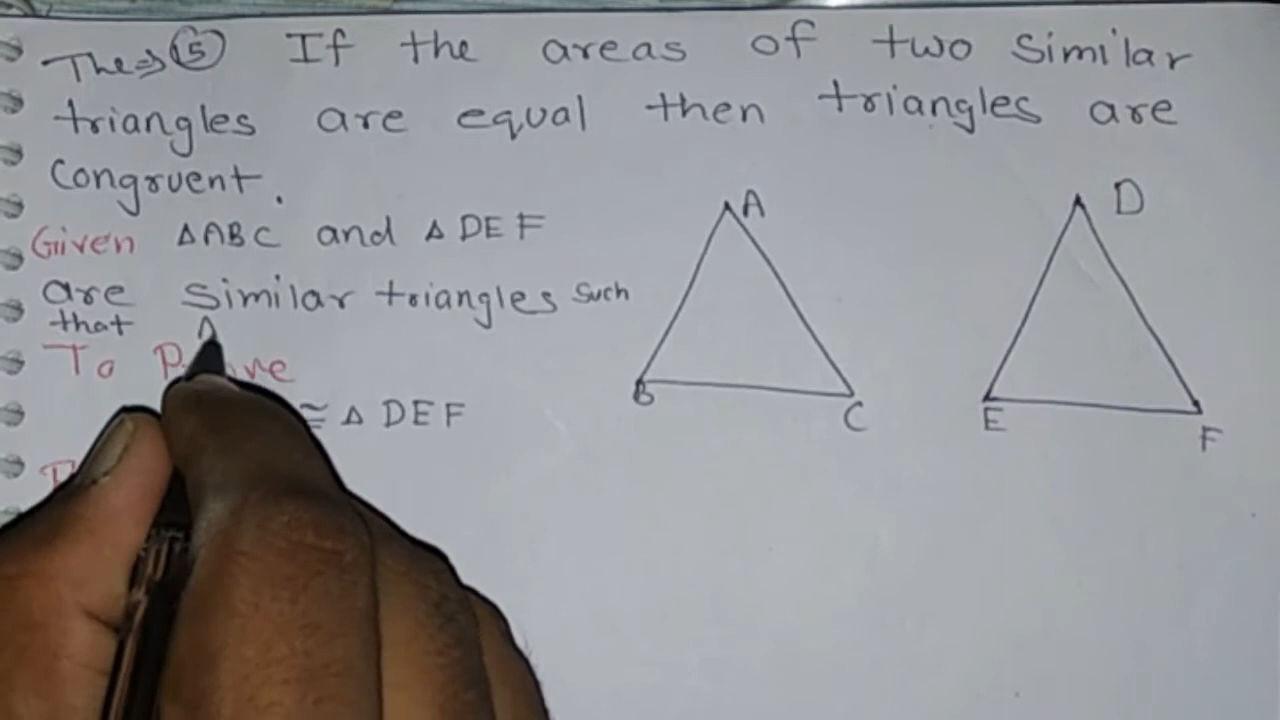 The⇒ (5) If the areas of two Similar
triangles are equal then triangles are
Congruent.
Given ΔABC and ΔDEF
are Similar triangles Such
that A
To
≅ Δ DEF
A
B
C
D
E
F